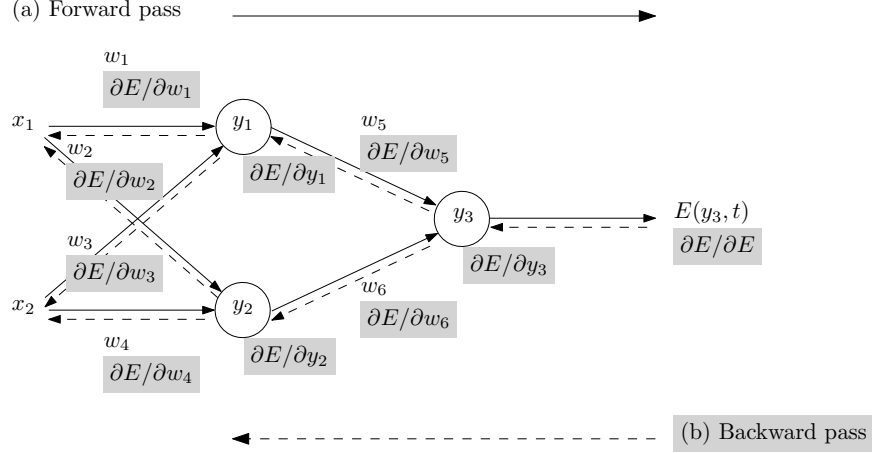 (a) Forward pass
w₁
∂E/∂w₁
x₁
y₁
w₂
w₅
∂E/∂w₂
∂E/∂y₁
∂E/∂w₅
y₃
E(y₃, t)
w₃
∂E/∂E
∂E/∂w₃
∂E/∂y₃
x₂
y₂
w₆
∂E/∂w₆
w₄
∂E/∂w₄
∂E/∂y₂
(b) Backward pass